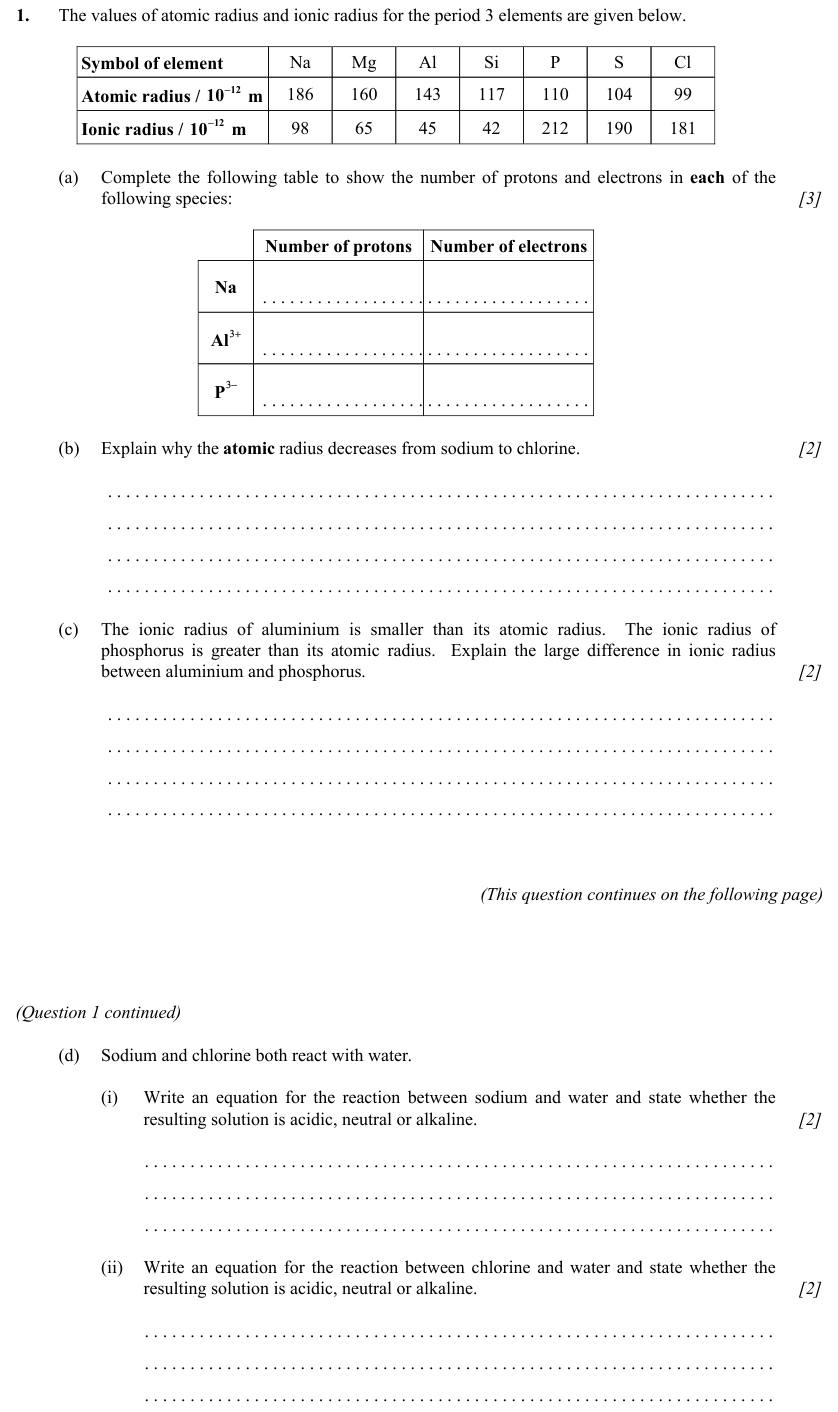 1. The values of atomic radius and ionic radius for the period 3 elements are given below.
Symbol of element Na Mg Al Si P S Cl
Atomic radius / 10⁻¹² m 186 160 143 117 110 104 99
Ionic radius / 10⁻¹² m 98 65 45 42 212 190 181
(a) Complete the following table to show the number of protons and electrons in each of the
following species: [3]
Number of protons Number of electrons
Na
Al³⁺
P³⁻
(b) Explain why the atomic radius decreases from sodium to chlorine. [2]
(c) The ionic radius of aluminium is smaller than its atomic radius. The ionic radius of
phosphorus is greater than its atomic radius. Explain the large difference in ionic radius
between aluminium and phosphorus. [2]
(This question continues on the following page)
(Question 1 continued)
(d) Sodium and chlorine both react with water.
(i) Write an equation for the reaction between sodium and water and state whether the
resulting solution is acidic, neutral or alkaline. [2]
(ii) Write an equation for the reaction between chlorine and water and state whether the
resulting solution is acidic, neutral or alkaline. [2]